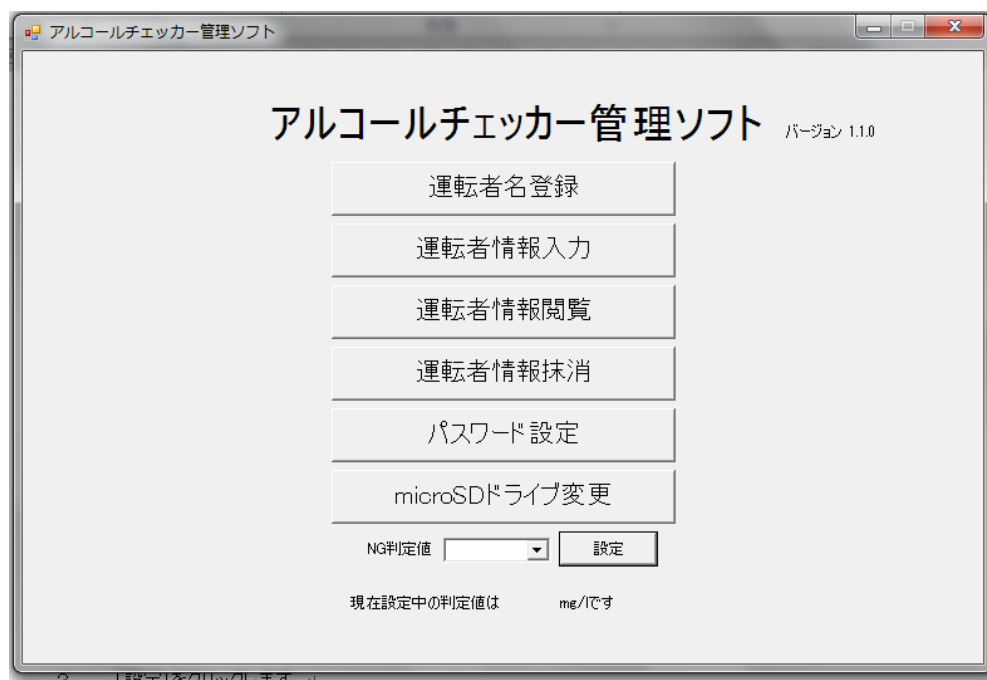 アルコールチェッカー管理ソフト
アルコールチェッカー管理ソフト バージョン 1.1.0
運転者名登録
運転者情報入力
運転者情報閲覧
運転者情報抹消
パスワード設定
microSDドライブ変更
NG判定値 設定
現在設定中の判定値は mg/lです